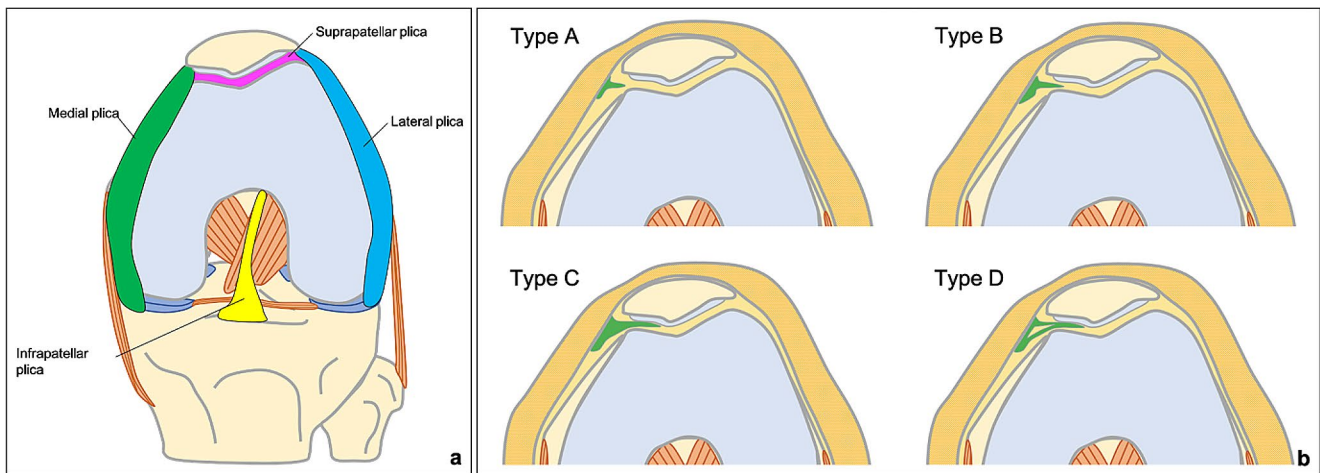 Suprapatellar plica
Medial plica
Lateral plica
Infrapatellar
plica
a
Type A
Type B
Type C
Type D
b